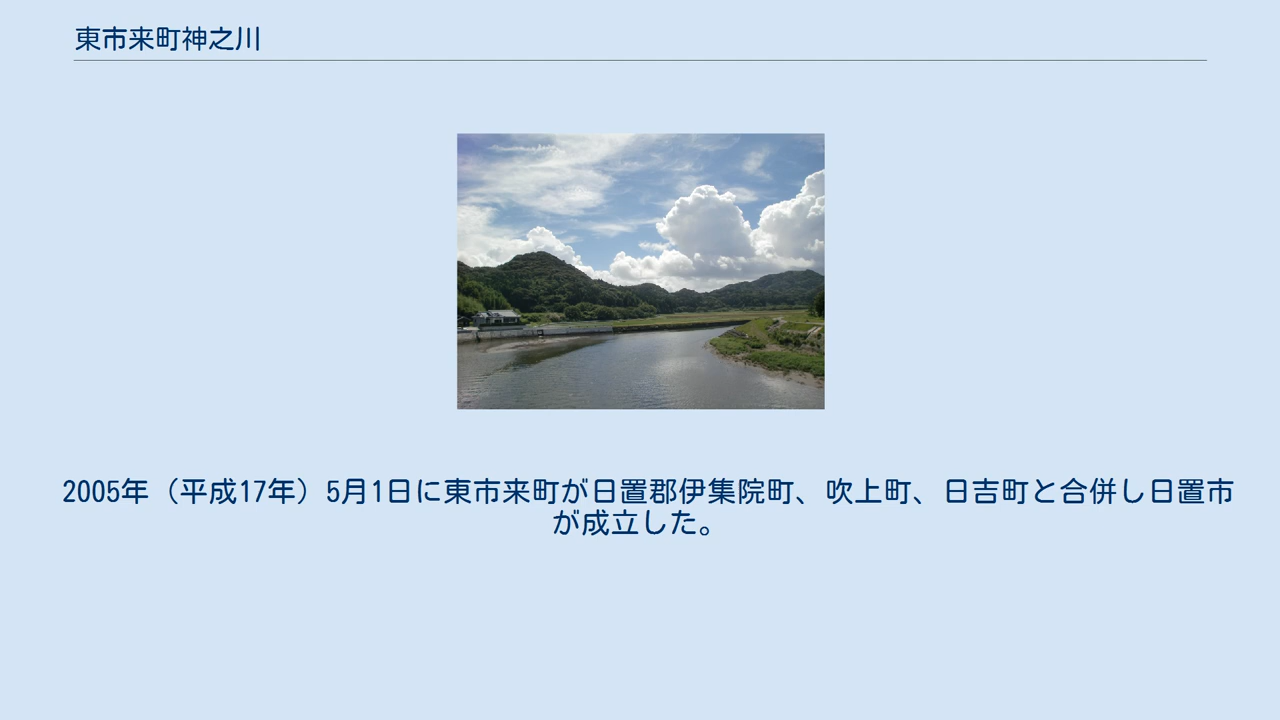 東市来町神之川
2005年（平成17年）5月1日に東市来町が日置郡伊集院町、吹上町、日吉町と合併し日置市
が成立した。